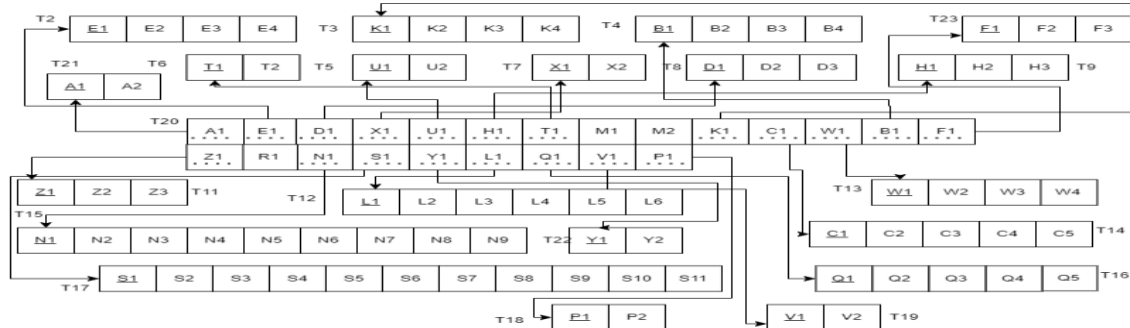 T2 E1 E2 E3 E4 T3 K1 K2 K3 K4 T4 B1 B2 B3 B4 T23 F1 F2 F3
T21 T6 T1 T2 T5 U1 U2 T7 X1 X2 T8 D1 D2 D3 H1 H2 H3 T9
A1 A2
T20 A1 E1 D1 X1 U1 H1 T1 M1 M2 K1 C1 W1 B1 F1
Z1 R1 N1 S1 Y1 L1 Q1 V1 P1
Z1 Z2 Z3 T11 T12 L1 L2 L3 L4 L5 L6 T13 W1 W2 W3 W4
T15
N1 N2 N3 N4 N5 N6 N7 N8 N9 T22 Y1 Y2 C1 C2 C3 C4 C5 T14
T17 S1 S2 S3 S4 S5 S6 S7 S8 S9 S10 S11 Q1 Q2 Q3 Q4 Q5 T16
T18 P1 P2 V1 V2 T19